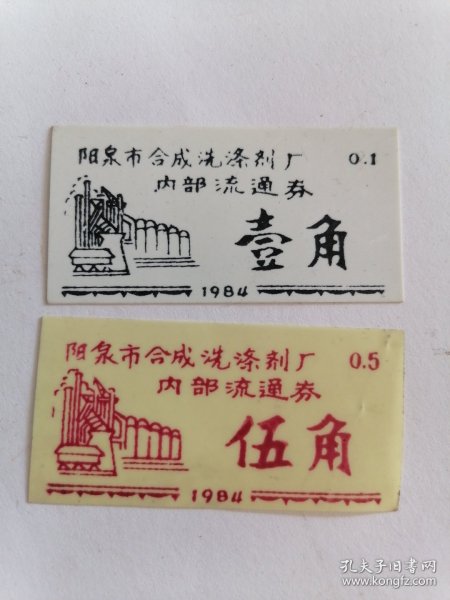 阳泉市合成洗涤剂厂 0.1
内部流通券
壹角
1984
阳泉市合成洗涤剂厂 0.5
内部流通券
伍角
1984
孔夫子旧书网
www.kongfz.com